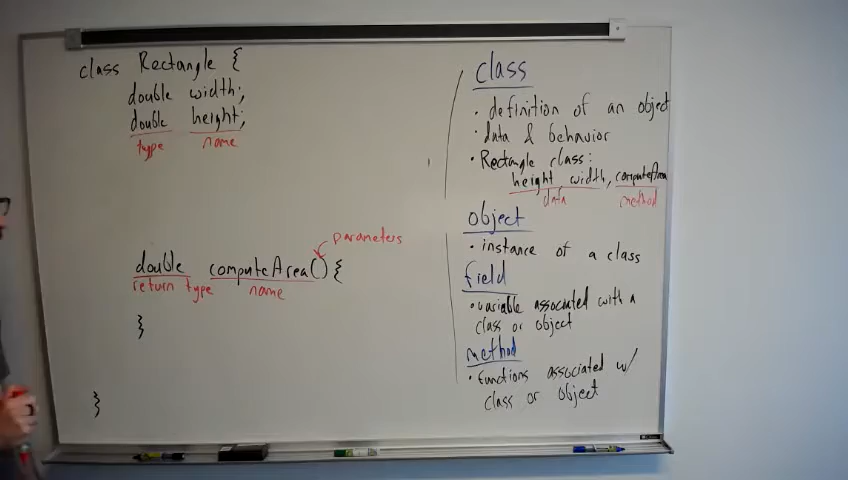 class Rectangle {
double width;
double height;
type name
parameters
double computeArea() {
return type name
}
}
class
• definition of an object
• data & behavior
• Rectangle class:
height, width, computeArea
data method
object
• instance of a class
field
• variable associated with a
class or object
method
• functions associated w/
class or object